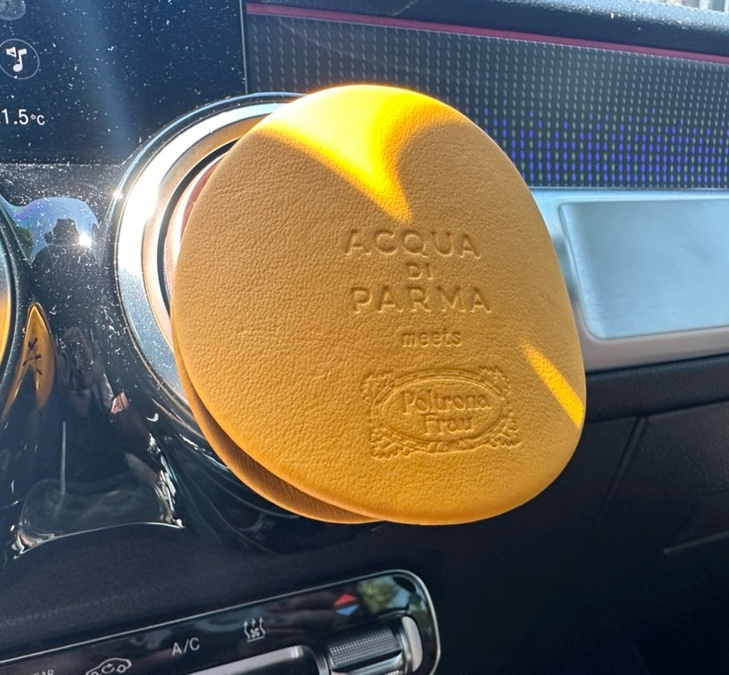 1.5°C
ACQUA
DI
PARMA
meets
Poltrona
Frau
A/C